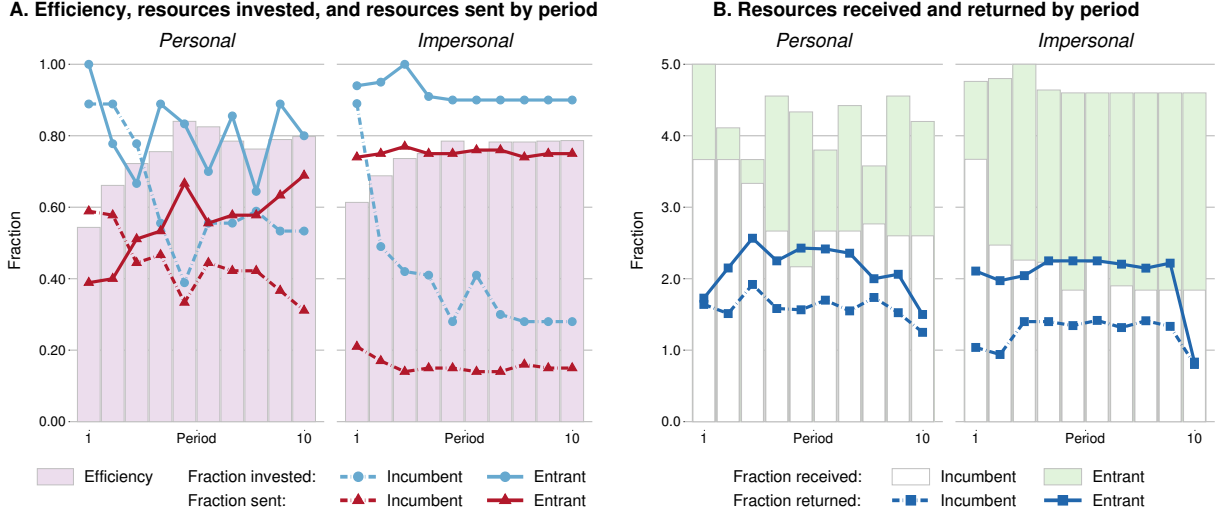 A. Efficiency, resources invested, and resources sent by period
Personal
Impersonal
Fraction
1.00
0.80
0.60
0.40
0.20
0.00
1
Period
10
1
Period
10
Efficiency
Fraction invested:
Incumbent
Entrant
Fraction sent:
Incumbent
Entrant
B. Resources received and returned by period
Personal
Impersonal
Fraction
5.0
4.0
3.0
2.0
1.0
0.0
1
Period
10
1
Period
10
Fraction received:
Incumbent
Entrant
Fraction returned:
Incumbent
Entrant